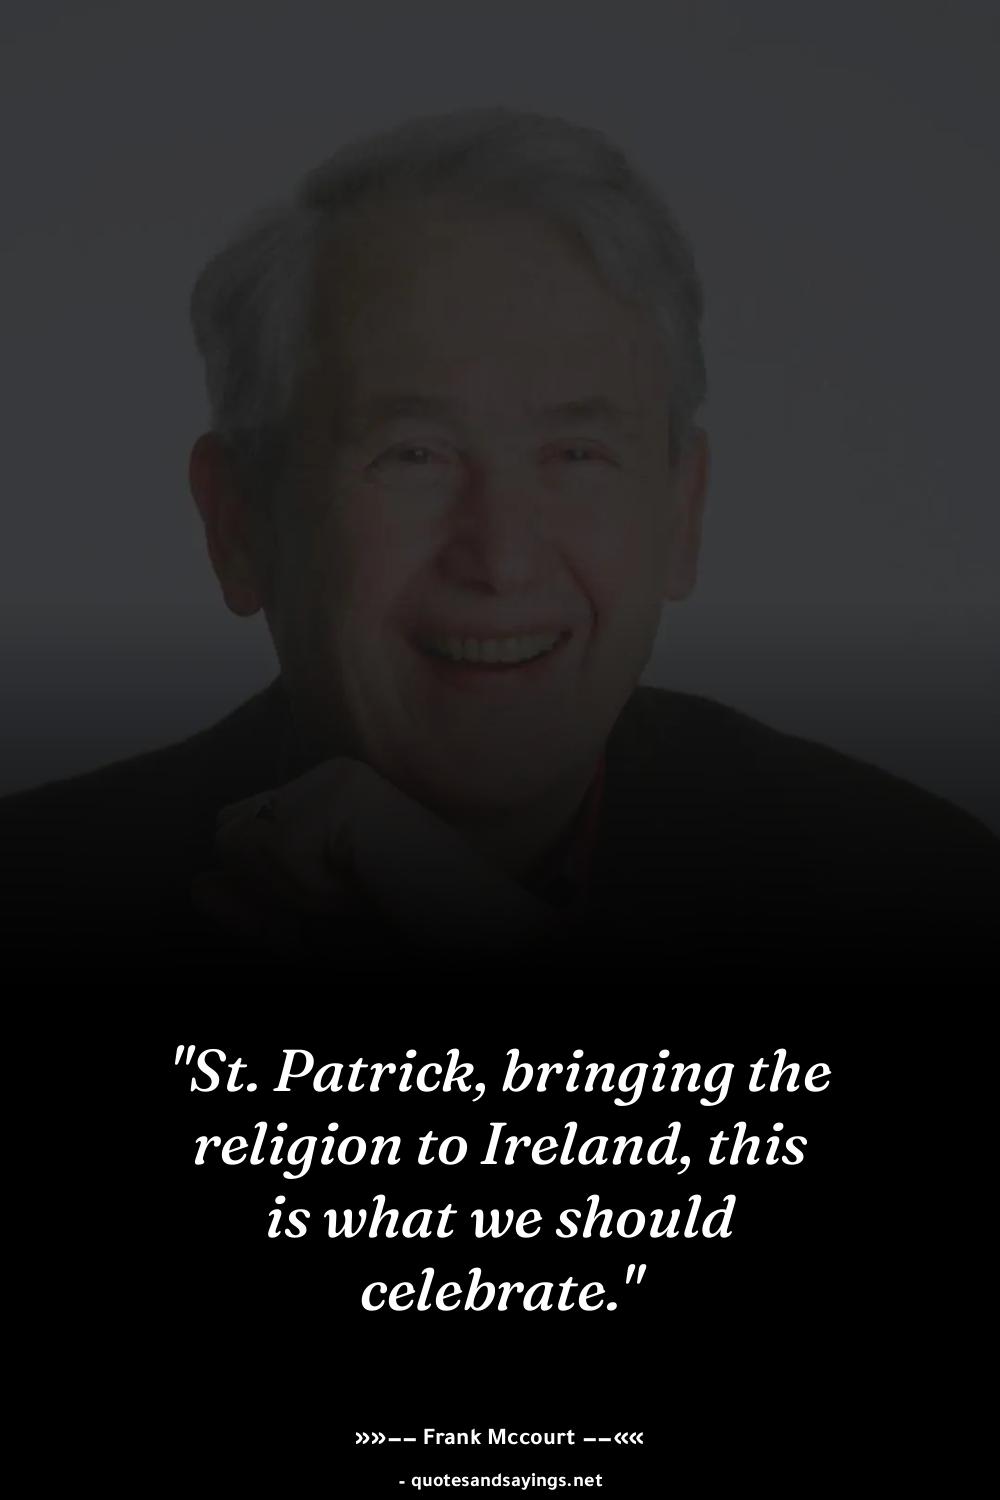 "St. Patrick, bringing the
religion to Ireland, this
is what we should
celebrate."
»»−− Frank Mccourt −−««
- quotesandsayings.net